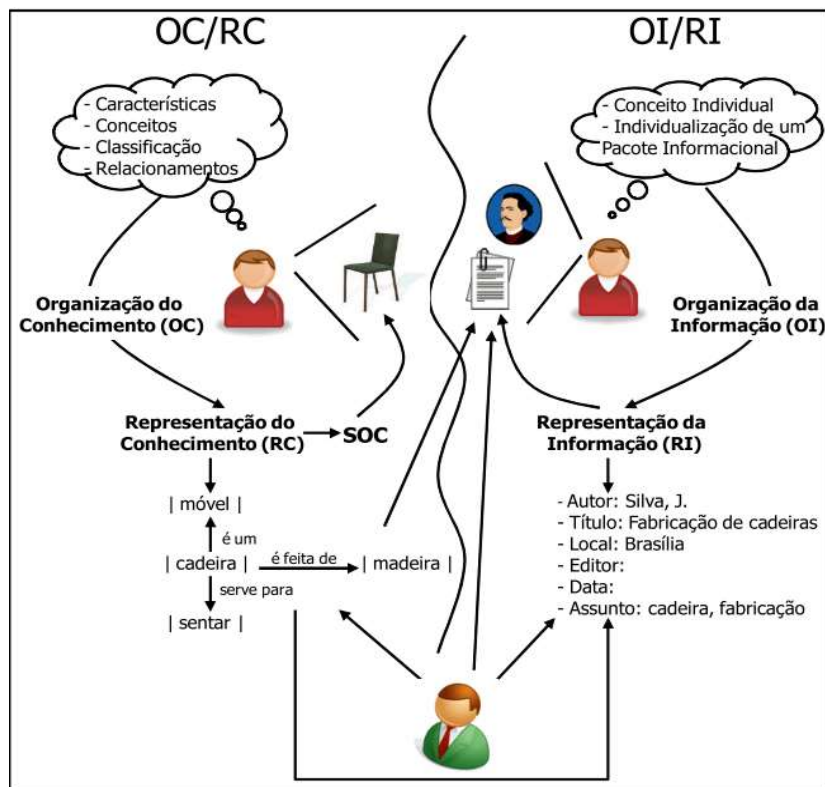 OC/RC
- Características
- Conceitos
- Classificação
- Relacionamentos
Organização do
Conhecimento (OC)
Representação do
Conhecimento (RC)
SOC
| móvel |
é um
| cadeira |
é feita de
| madeira |
serve para
| sentar |
OI/RI
- Conceito Individual
- Individualização de um
Pacote Informacional
Organização da
Informação (OI)
Representação da
Informação (RI)
- Autor: Silva, J.
- Título: Fabricação de cadeiras
- Local: Brasília
- Editor:
- Data:
- Assunto: cadeira, fabricação